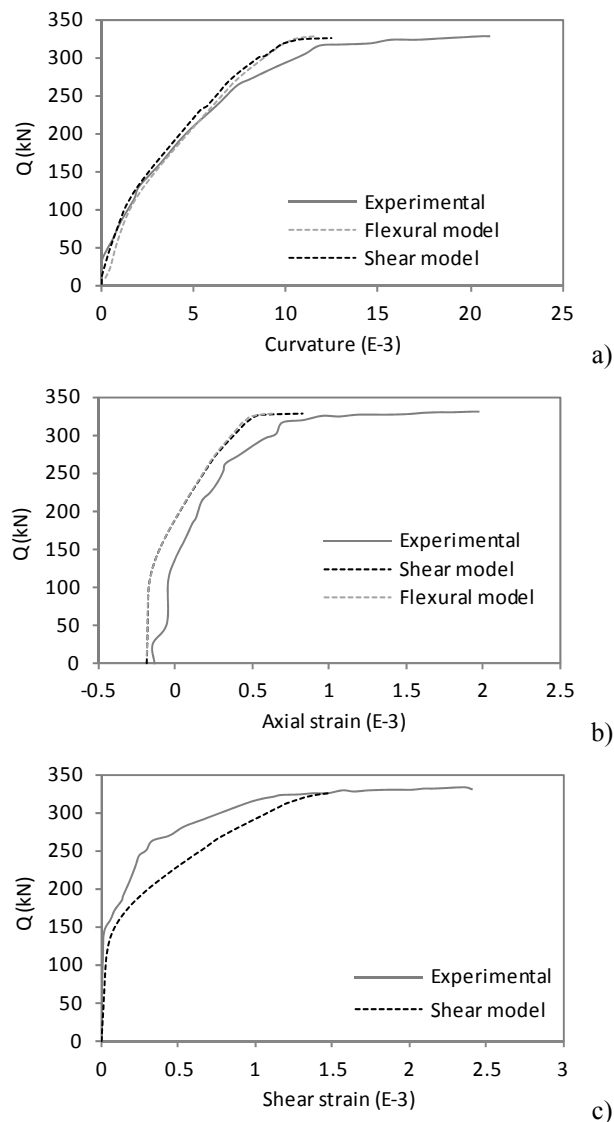 350
300
250
200
150
100
50
0
Q (kN)
Experimental
Flexural model
Shear model
0 5 10 15 20 25
Curvature (E-3)
a)
350
300
250
200
150
100
50
0
Q (kN)
Experimental
Shear model
Flexural model
-0.5 0 0.5 1 1.5 2 2.5
Axial strain (E-3)
b)
350
300
250
200
150
100
50
0
Q (kN)
Experimental
Shear model
0 0.5 1 1.5 2 2.5 3
Shear strain (E-3)
c)